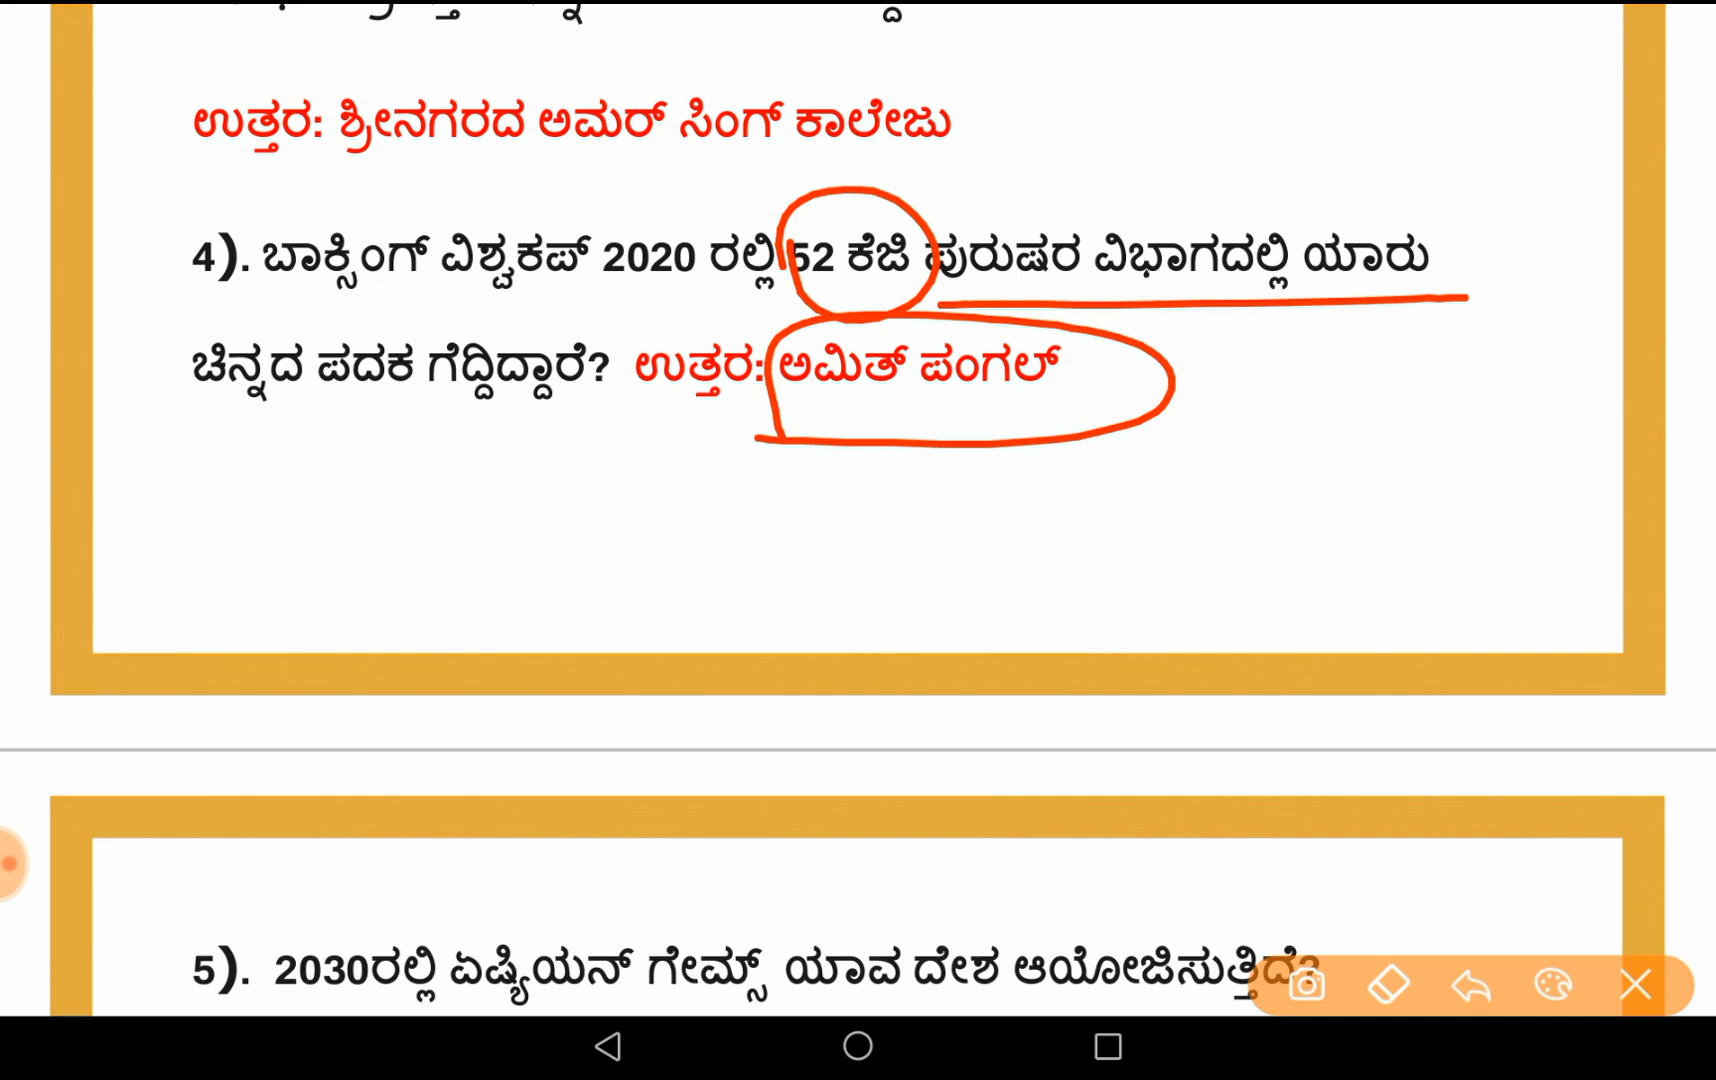 ಉತ್ತರ: ಶ್ರೀನಗರದ ಅಮರ್ ಸಿಂಗ್ ಕಾಲೇಜು
4). ಬಾಕ್ಸಿಂಗ್ ವಿಶ್ವಕಪ್ 2020 ರಲ್ಲಿ 52 ಕೆಜಿ ಪುರುಷರ ವಿಭಾಗದಲ್ಲಿ ಯಾರು
ಚಿನ್ನದ ಪದಕ ಗೆದ್ದಿದ್ದಾರೆ? ಉತ್ತರ: ಅಮಿತ್ ಪಂಗಲ್
5). 2030ರಲ್ಲಿ ಏಷ್ಯಿಯನ್ ಗೇಮ್ಸ್ ಯಾವ ದೇಶ ಆಯೋಜಿಸುತ್ತಿದೆ?